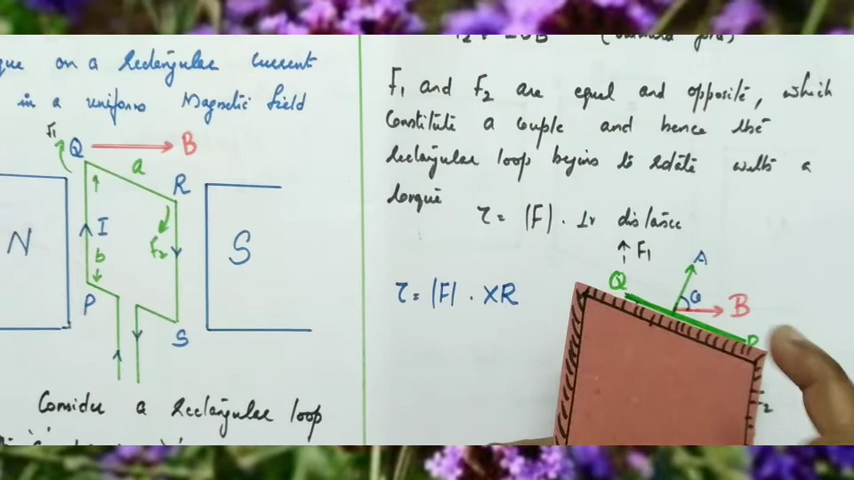 que on a Rectangular Current
in a uniform Magnetic field
F₁
Q
B
a
R
N
I
b
F₂
S
P
S
Consider a Rectangular loop
F₁ and F₂ are equal and opposite, which
Constitute a couple and hence the
Rectangular loop begins to rotate with a
torque
τ = |F| . ⊥r distance
↑ F₁
A
Q
θ
B
τ = |F| . XR
R
2